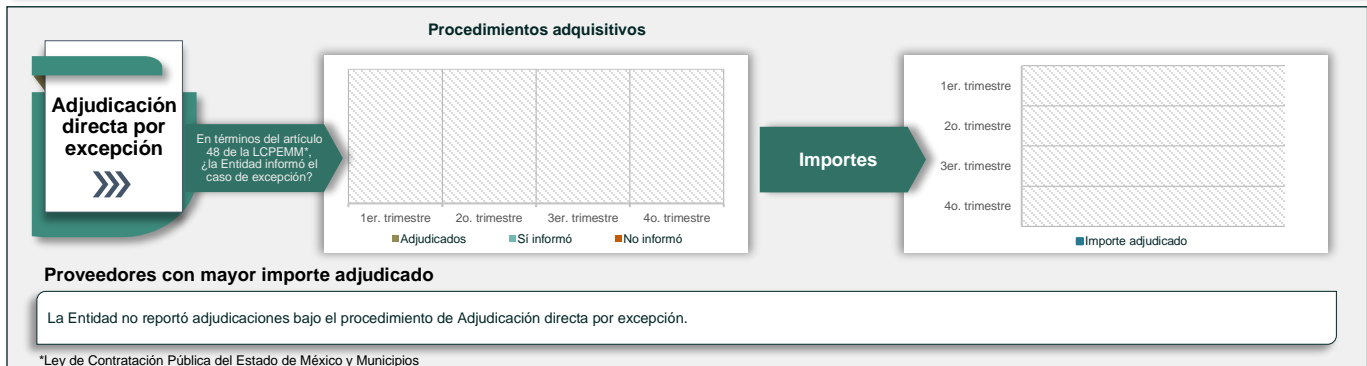 Procedimientos adquisitivos
Adjudicación
directa por
excepción
En términos del artículo
48 de la LCPEMM*,
¿la Entidad informó el
caso de excepción?
1er. trimestre 2o. trimestre 3er. trimestre 4o. trimestre
Adjudicados Sí informó No informó
Importes
1er. trimestre
2o. trimestre
3er. trimestre
4o. trimestre
Importe adjudicado
Proveedores con mayor importe adjudicado
La Entidad no reportó adjudicaciones bajo el procedimiento de Adjudicación directa por excepción.
*Ley de Contratación Pública del Estado de México y Municipios